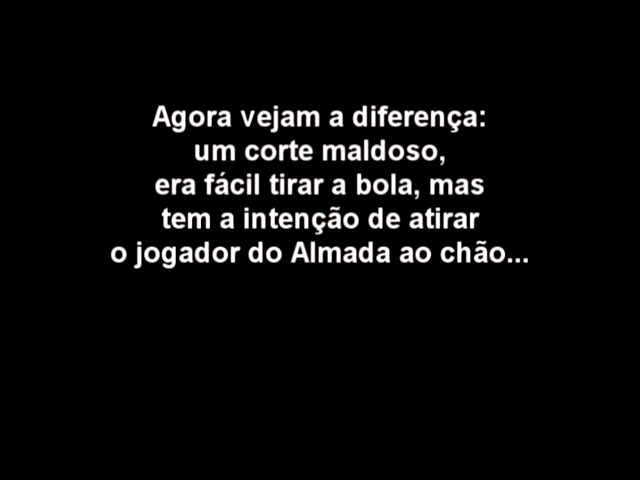 Agora vejam a diferença:
um corte maldoso,
era fácil tirar a bola, mas
tem a intenção de atirar
o jogador do Almada ao chão...